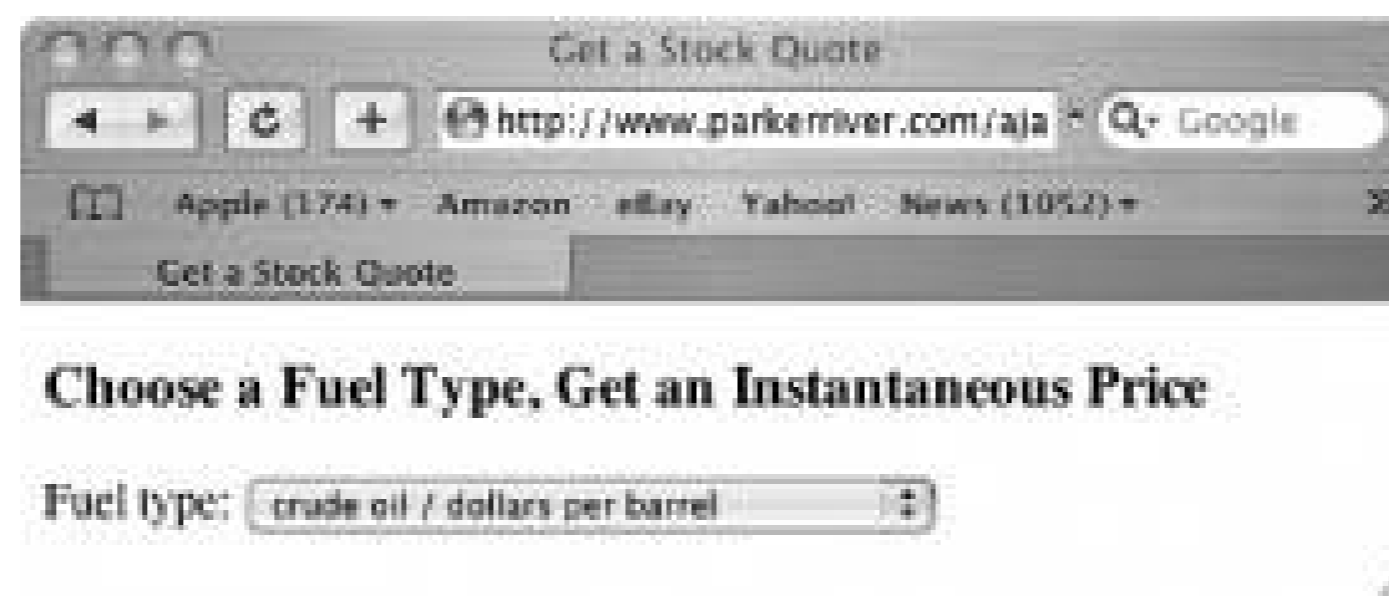 Get a Stock Quote
http://www.parkerriver.com/aja Google
Apple (174) Amazon eBay Yahoo! News (1052)
Get a Stock Quote
Choose a Fuel Type, Get an Instantaneous Price
Fuel type: crude oil / dollars per barrel